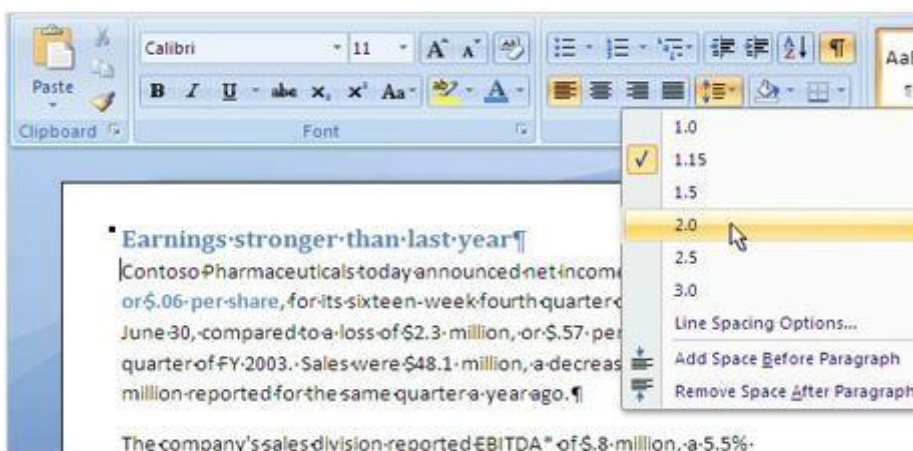 Calibri 11 A A Aa
Paste B I U abc x₂ x² Aa ab A A↓Z ¶
Clipboard Font
1.0
1.15
1.5
2.0
2.5
3.0
Line Spacing Options...
Add Space Before Paragraph
Remove Space After Paragraph
Earnings·stronger·than·last·year¶
Contoso·Pharmaceuticals·today·announced·net·income
or·$.06·per·share,·for·its·sixteen-week·fourth·quarter·
June·30,·compared·to·a·loss·of·$2.3·million,·or·$.57·per
quarter·of·FY·2003.·Sales·were·$48.1·million,·a·decreas
million·reported·for·the·same·quarter·a·year·ago.¶
The·company's·sales·division·reported·EBITDA*·of·$.8·million,·a·5.5%·